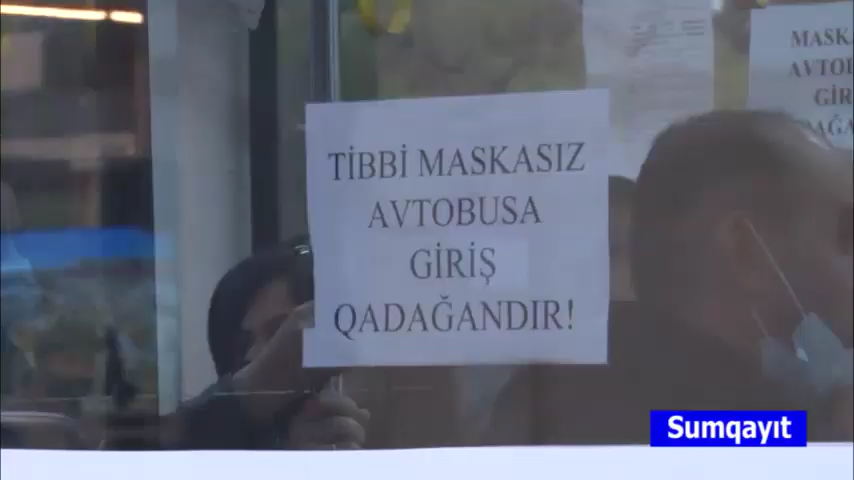 TİBBİ MASKASIZ
AVTOBUSA
GİRİŞ
QADAĞANDIR!
Sumqayıt